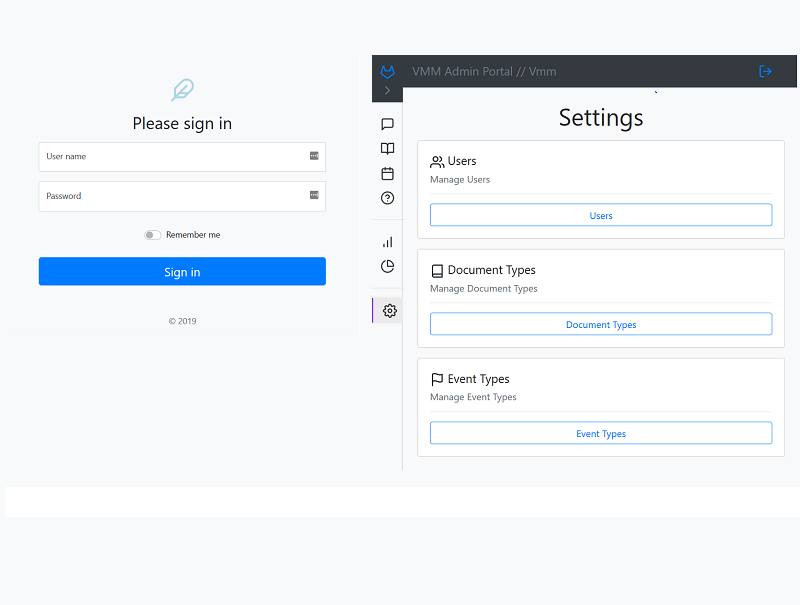 Please sign in
User name
Password
Remember me
Sign in
© 2019
VMM Admin Portal // Vmm
Settings
Users
Manage Users
Users
Document Types
Manage Document Types
Document Types
Event Types
Manage Event Types
Event Types